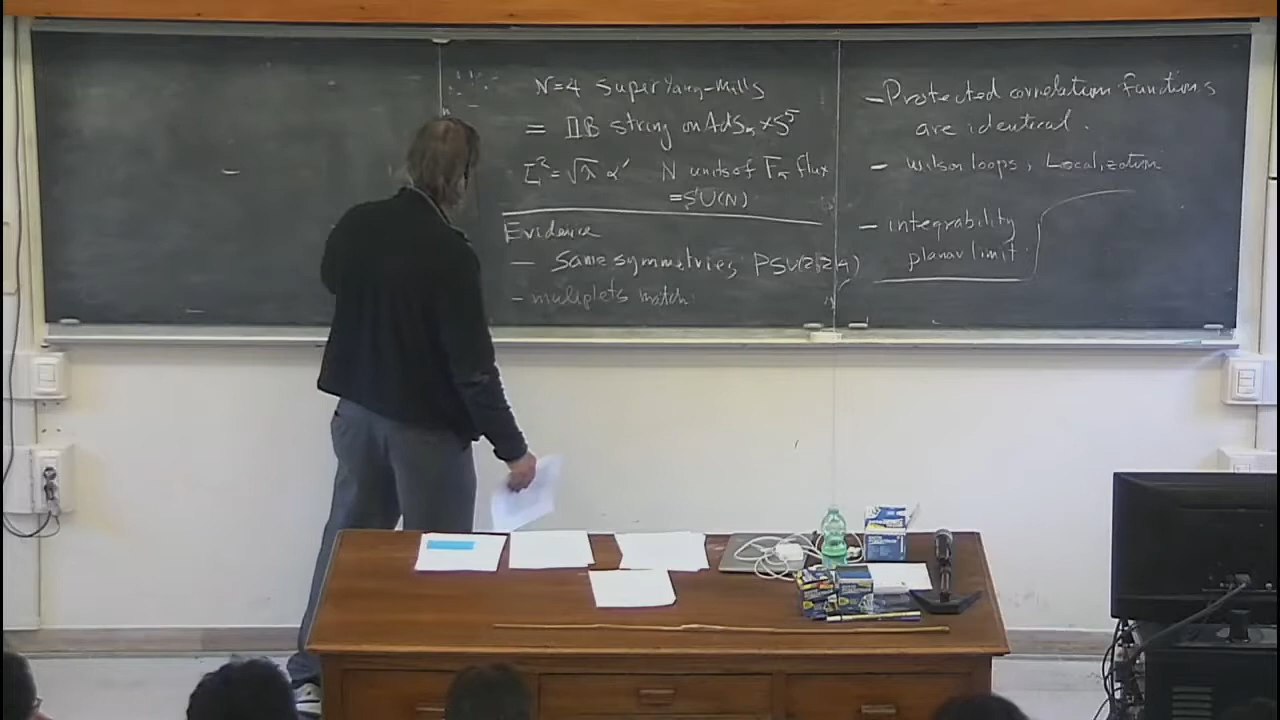 N=4 Super Yang-Mills
= IIB string on AdS₅ × S⁵
L² = √λ α' N units of F₅ flux
= SU(N)
Evidence
— Same symmetries PSU(2,2|4)
- multiplets match
- Protected correlation functions
are identical.
- Wilson loops, Localization
- integrability
planar limit